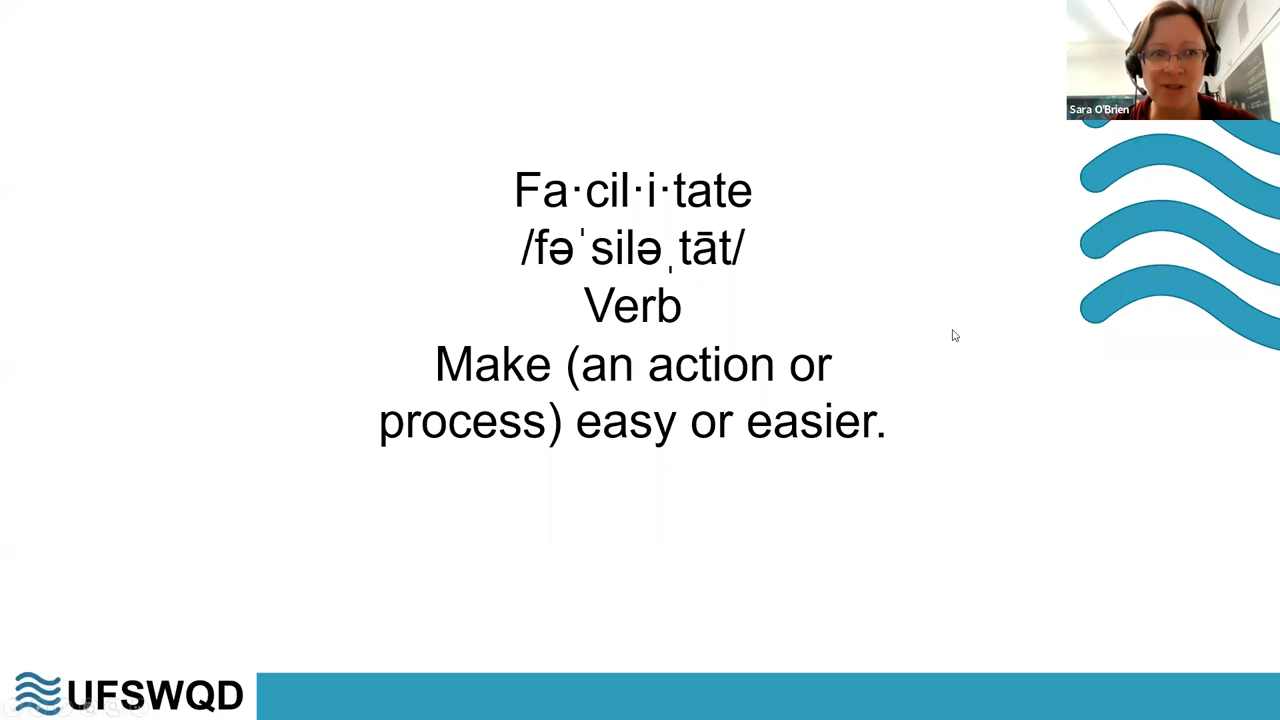 Sara O'Brien
Fa·cil·i·tate
/fəˈsiləˌtāt/
Verb
Make (an action or
process) easy or easier.
UFSWQD